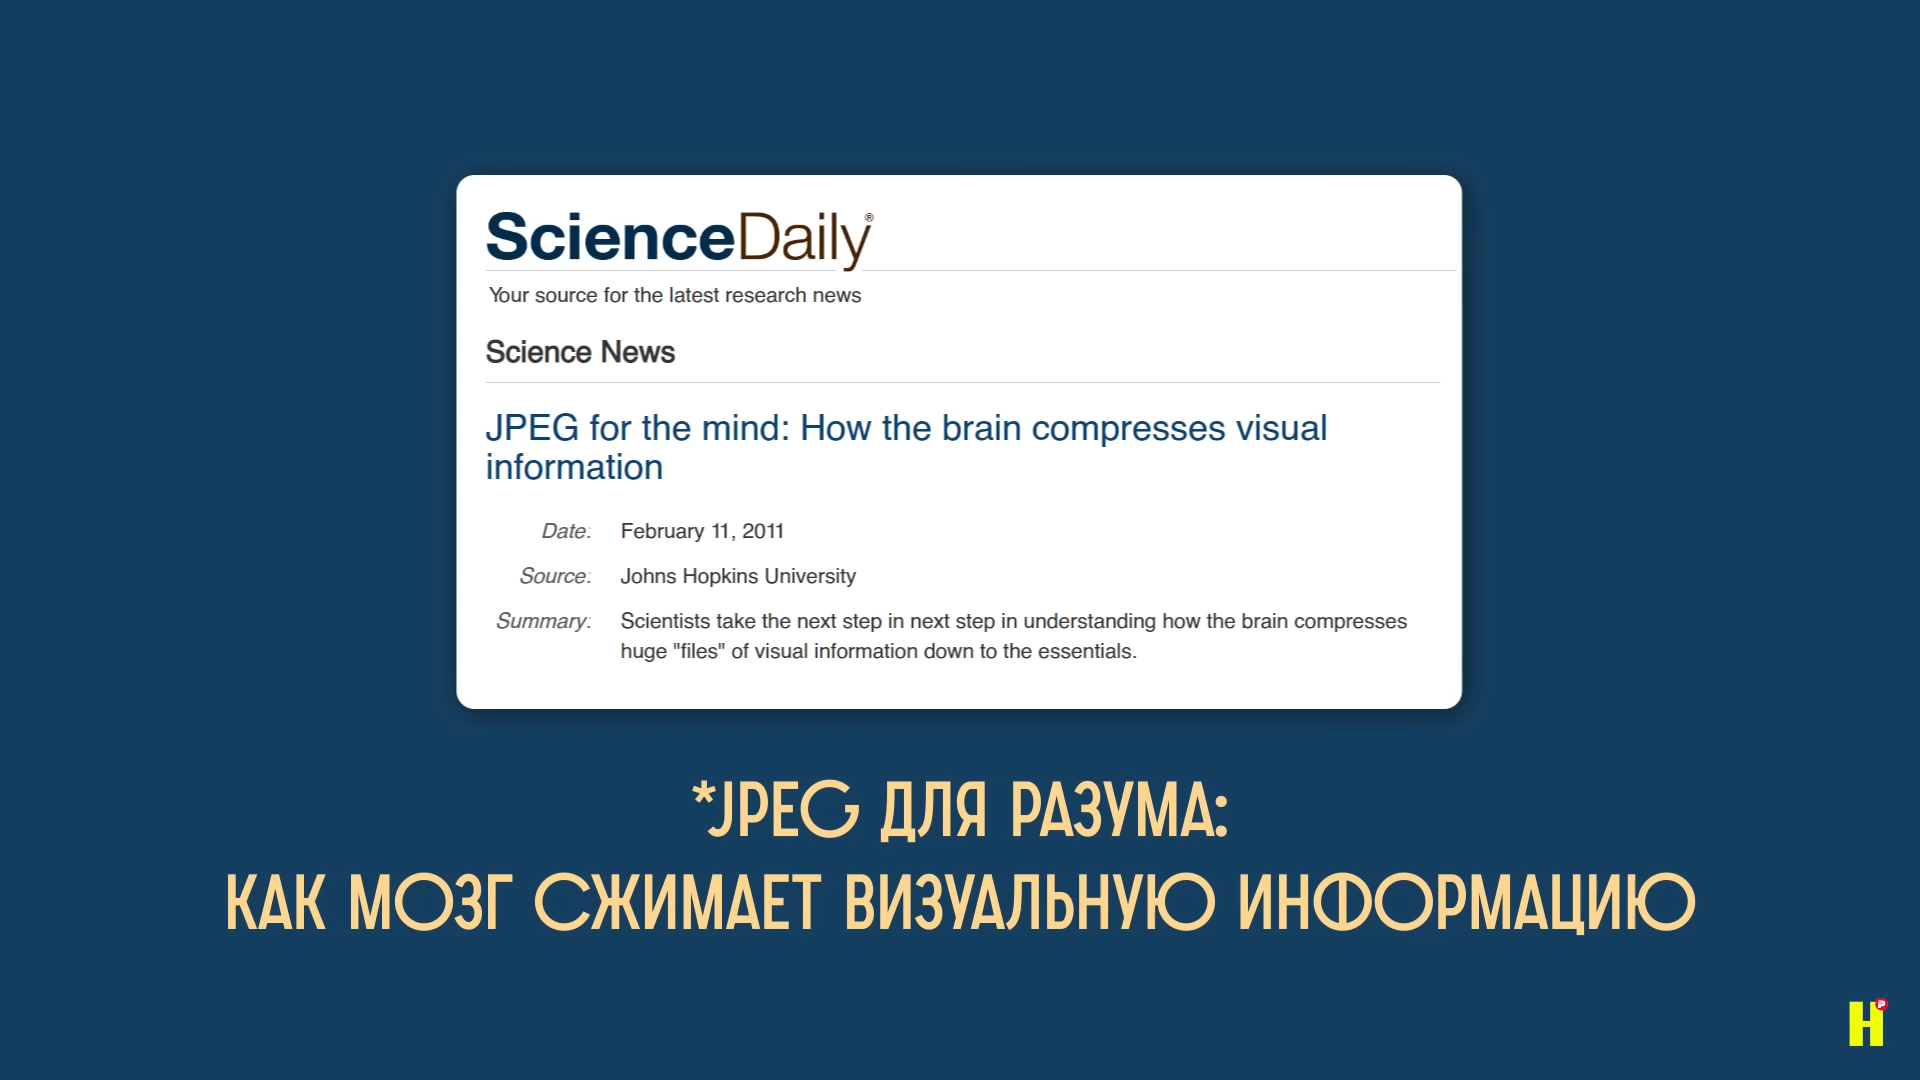 ScienceDaily®
Your source for the latest research news
Science News
JPEG for the mind: How the brain compresses visual
information
Date: February 11, 2011
Source: Johns Hopkins University
Summary: Scientists take the next step in next step in understanding how the brain compresses
huge "files" of visual information down to the essentials.
*JPEG ДЛЯ РАЗУМА:
КАК МОЗГ СЖИМАЕТ ВИЗУАЛЬНУЮ ИНФОРМАЦИЮ
Н Р